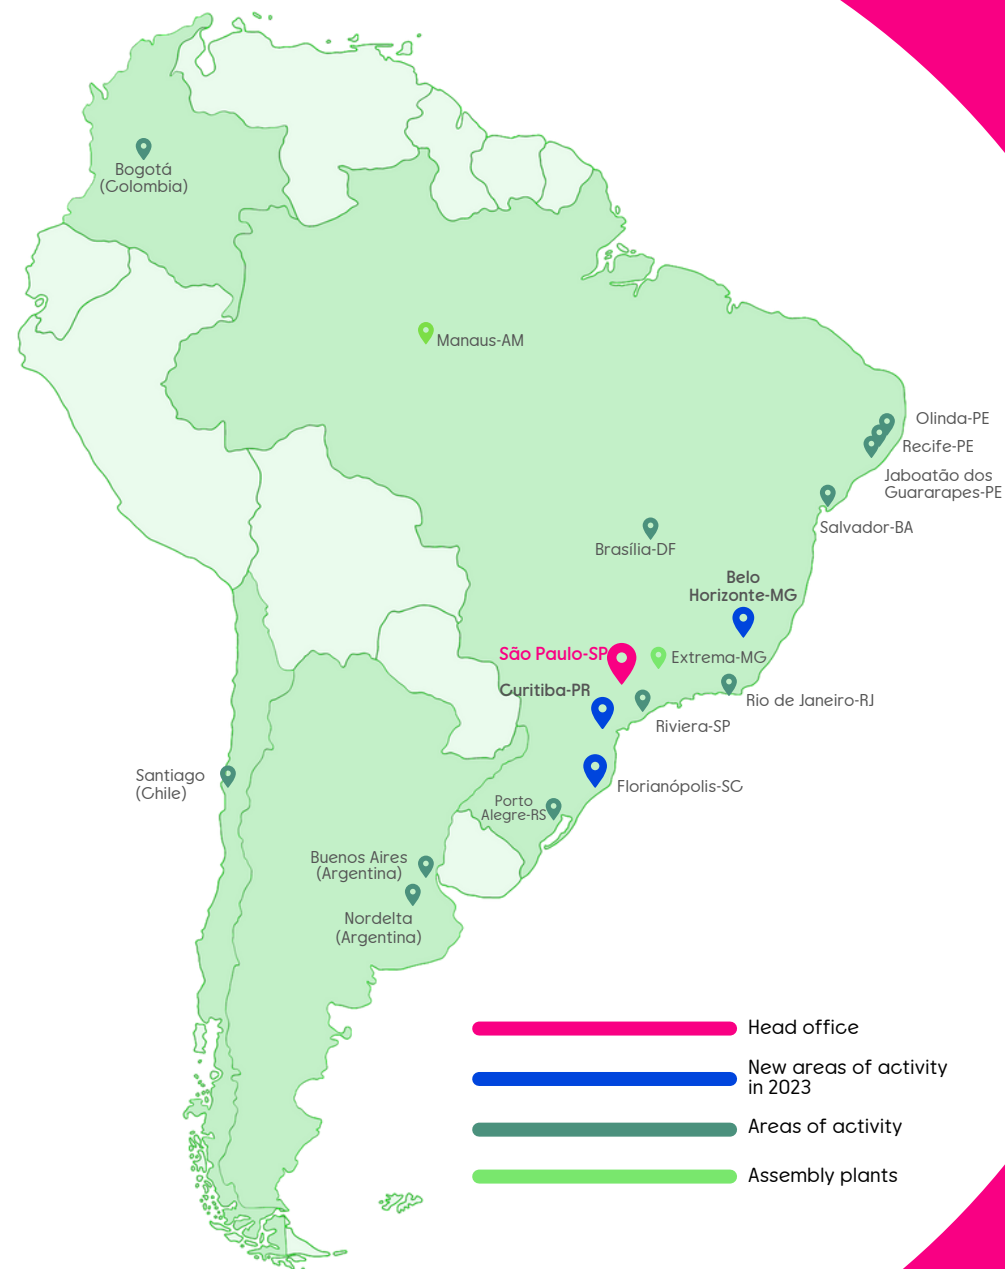 Bogotá
(Colombia)
Manaus-AM
Olinda-PE
Recife-PE
Jaboatão dos
Guararapes-PE
Salvador-BA
Brasília-DF
Belo
Horizonte-MG
São Paulo-SP
Extrema-MG
Curitiba-PR
Rio de Janeiro-RJ
Riviera-SP
Santiago
(Chile)
Florianópolis-SC
Porto
Alegre-RS
Buenos Aires
(Argentina)
Nordelta
(Argentina)
Head office
New areas of activity
in 2023
Areas of activity
Assembly plants